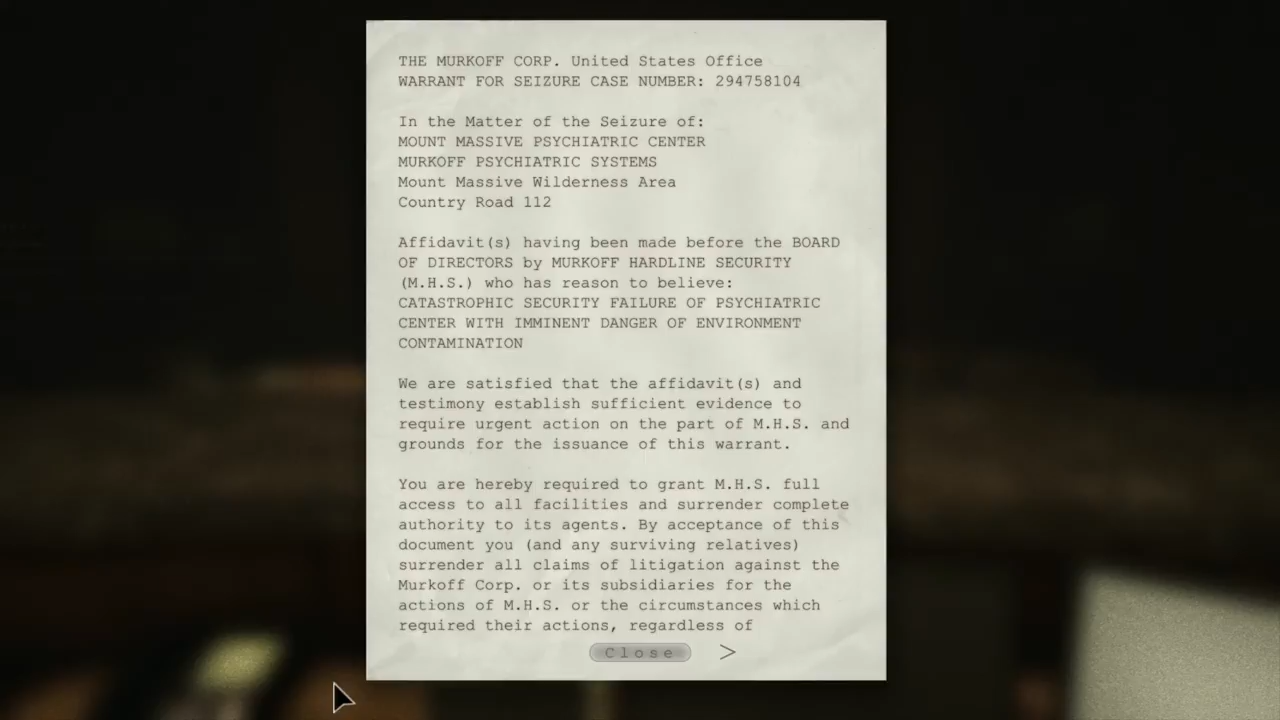 THE MURKOFF CORP. United States Office
WARRANT FOR SEIZURE CASE NUMBER: 294758104
In the Matter of the Seizure of:
MOUNT MASSIVE PSYCHIATRIC CENTER
MURKOFF PSYCHIATRIC SYSTEMS
Mount Massive Wilderness Area
Country Road 112
Affidavit(s) having been made before the BOARD
OF DIRECTORS by MURKOFF HARDLINE SECURITY
(M.H.S.) who has reason to believe:
CATASTROPHIC SECURITY FAILURE OF PSYCHIATRIC
CENTER WITH IMMINENT DANGER OF ENVIRONMENT
CONTAMINATION
We are satisfied that the affidavit(s) and
testimony establish sufficient evidence to
require urgent action on the part of M.H.S. and
grounds for the issuance of this warrant.
You are hereby required to grant M.H.S. full
access to all facilities and surrender complete
authority to its agents. By acceptance of this
document you (and any surviving relatives)
surrender all claims of litigation against the
Murkoff Corp. or its subsidiaries for the
actions of M.H.S. or the circumstances which
required their actions, regardless of
Close >